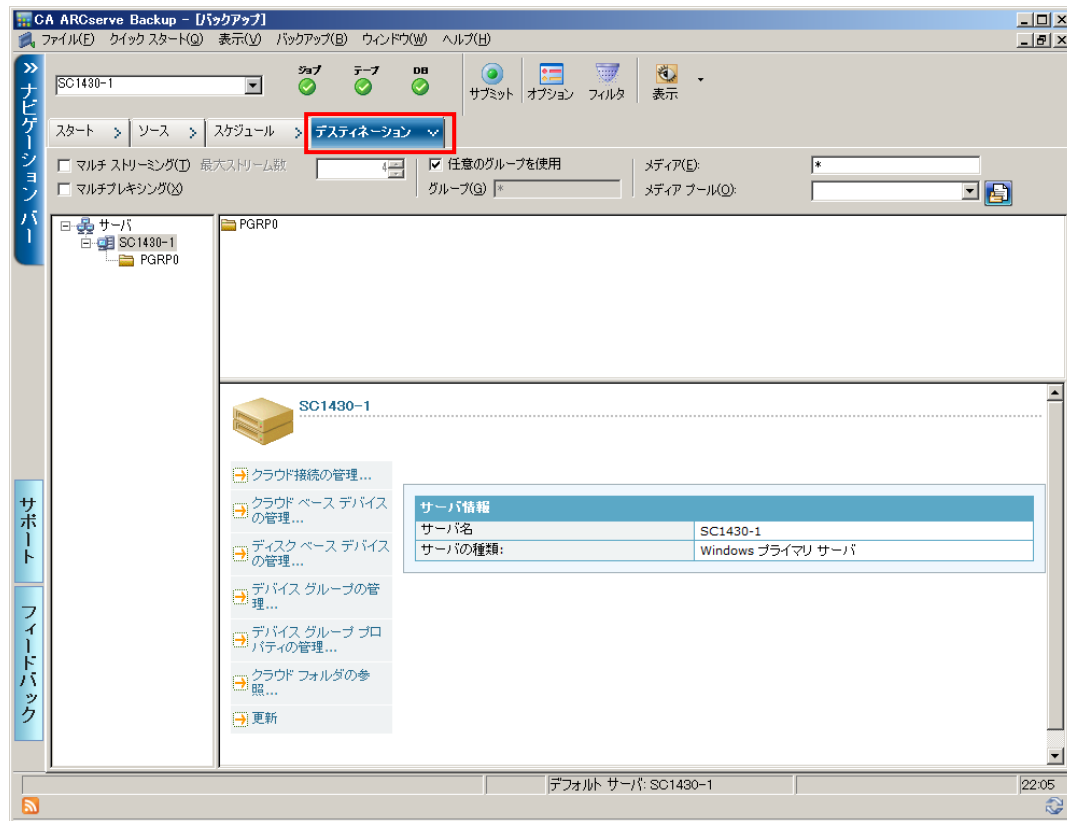 CA ARCserve Backup - [バックアップ]
ファイル(F) クイック スタート(Q) 表示(V) バックアップ(B) ウィンドウ(W) ヘルプ(H)
ナビゲーション バー
SC1430-1
ジョブ テープ DB
サブミット オプション フィルタ 表示
スタート ソース スケジュール デスティネーション
マルチ ストリーミング(T) 最大ストリーム数 4 任意のグループを使用 メディア(E): *
マルチプレキシング(X) グループ(G) * メディア プール(O):
サーバ
SC1430-1
PGRP0
PGRP0
SC1430-1
クラウド接続の管理...
クラウド ベース デバイス
の管理...
ディスク ベース デバイス
の管理...
デバイス グループの管
理...
デバイス グループ プロ
パティの管理...
クラウド フォルダの参
照...
更新
サーバ情報
サーバ名 SC1430-1
サーバの種類: Windows プライマリ サーバ
サポート
フィードバック
デフォルト サーバ: SC1430-1 22:05